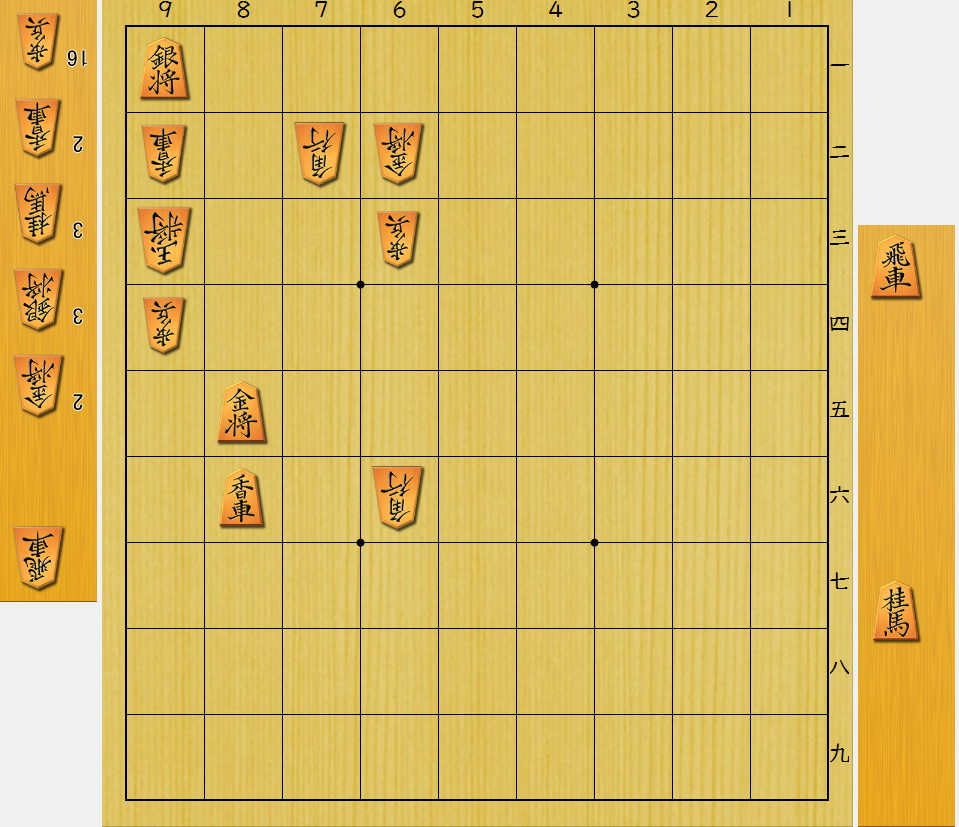 9 8 7 6 5 4 3 2 1
歩兵 16
香車 2
桂馬 3
銀将 3
金将 2
飛車
銀将 一
香車 角行 金将 二
玉将 歩兵 三
歩兵 四
金将 五
香車 角行 六
七
八
九
飛車
桂馬